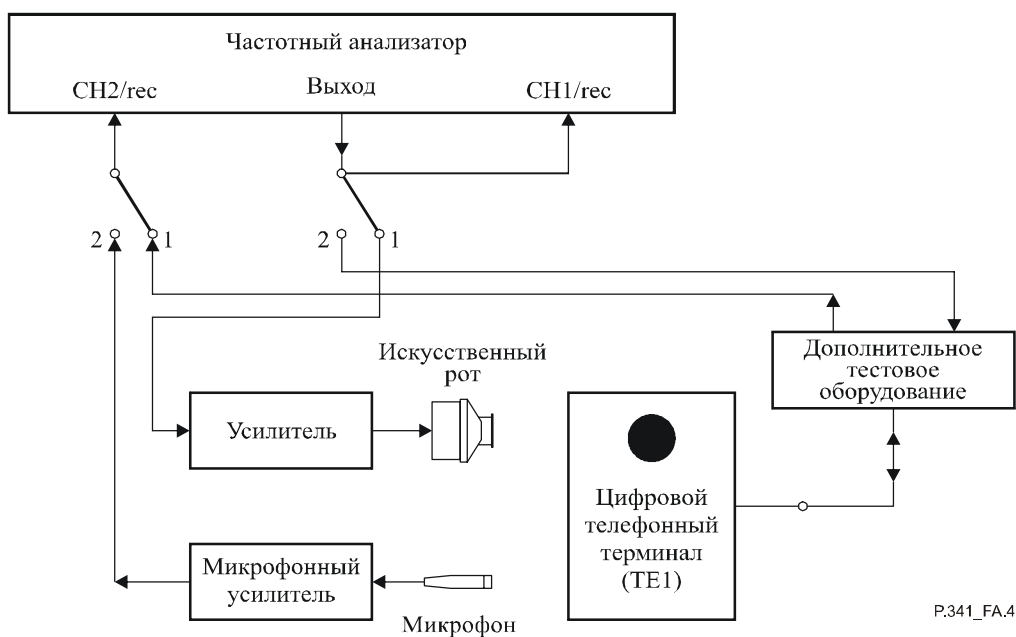 Частотный анализатор
CH2/rec
Выход
CH1/rec
2
1
2
1
Искусственный
рот
Дополнительное
тестовое
оборудование
Усилитель
Цифровой
телефонный
терминал
(TE1)
Микрофонный
усилитель
Микрофон
P.341_FA.4